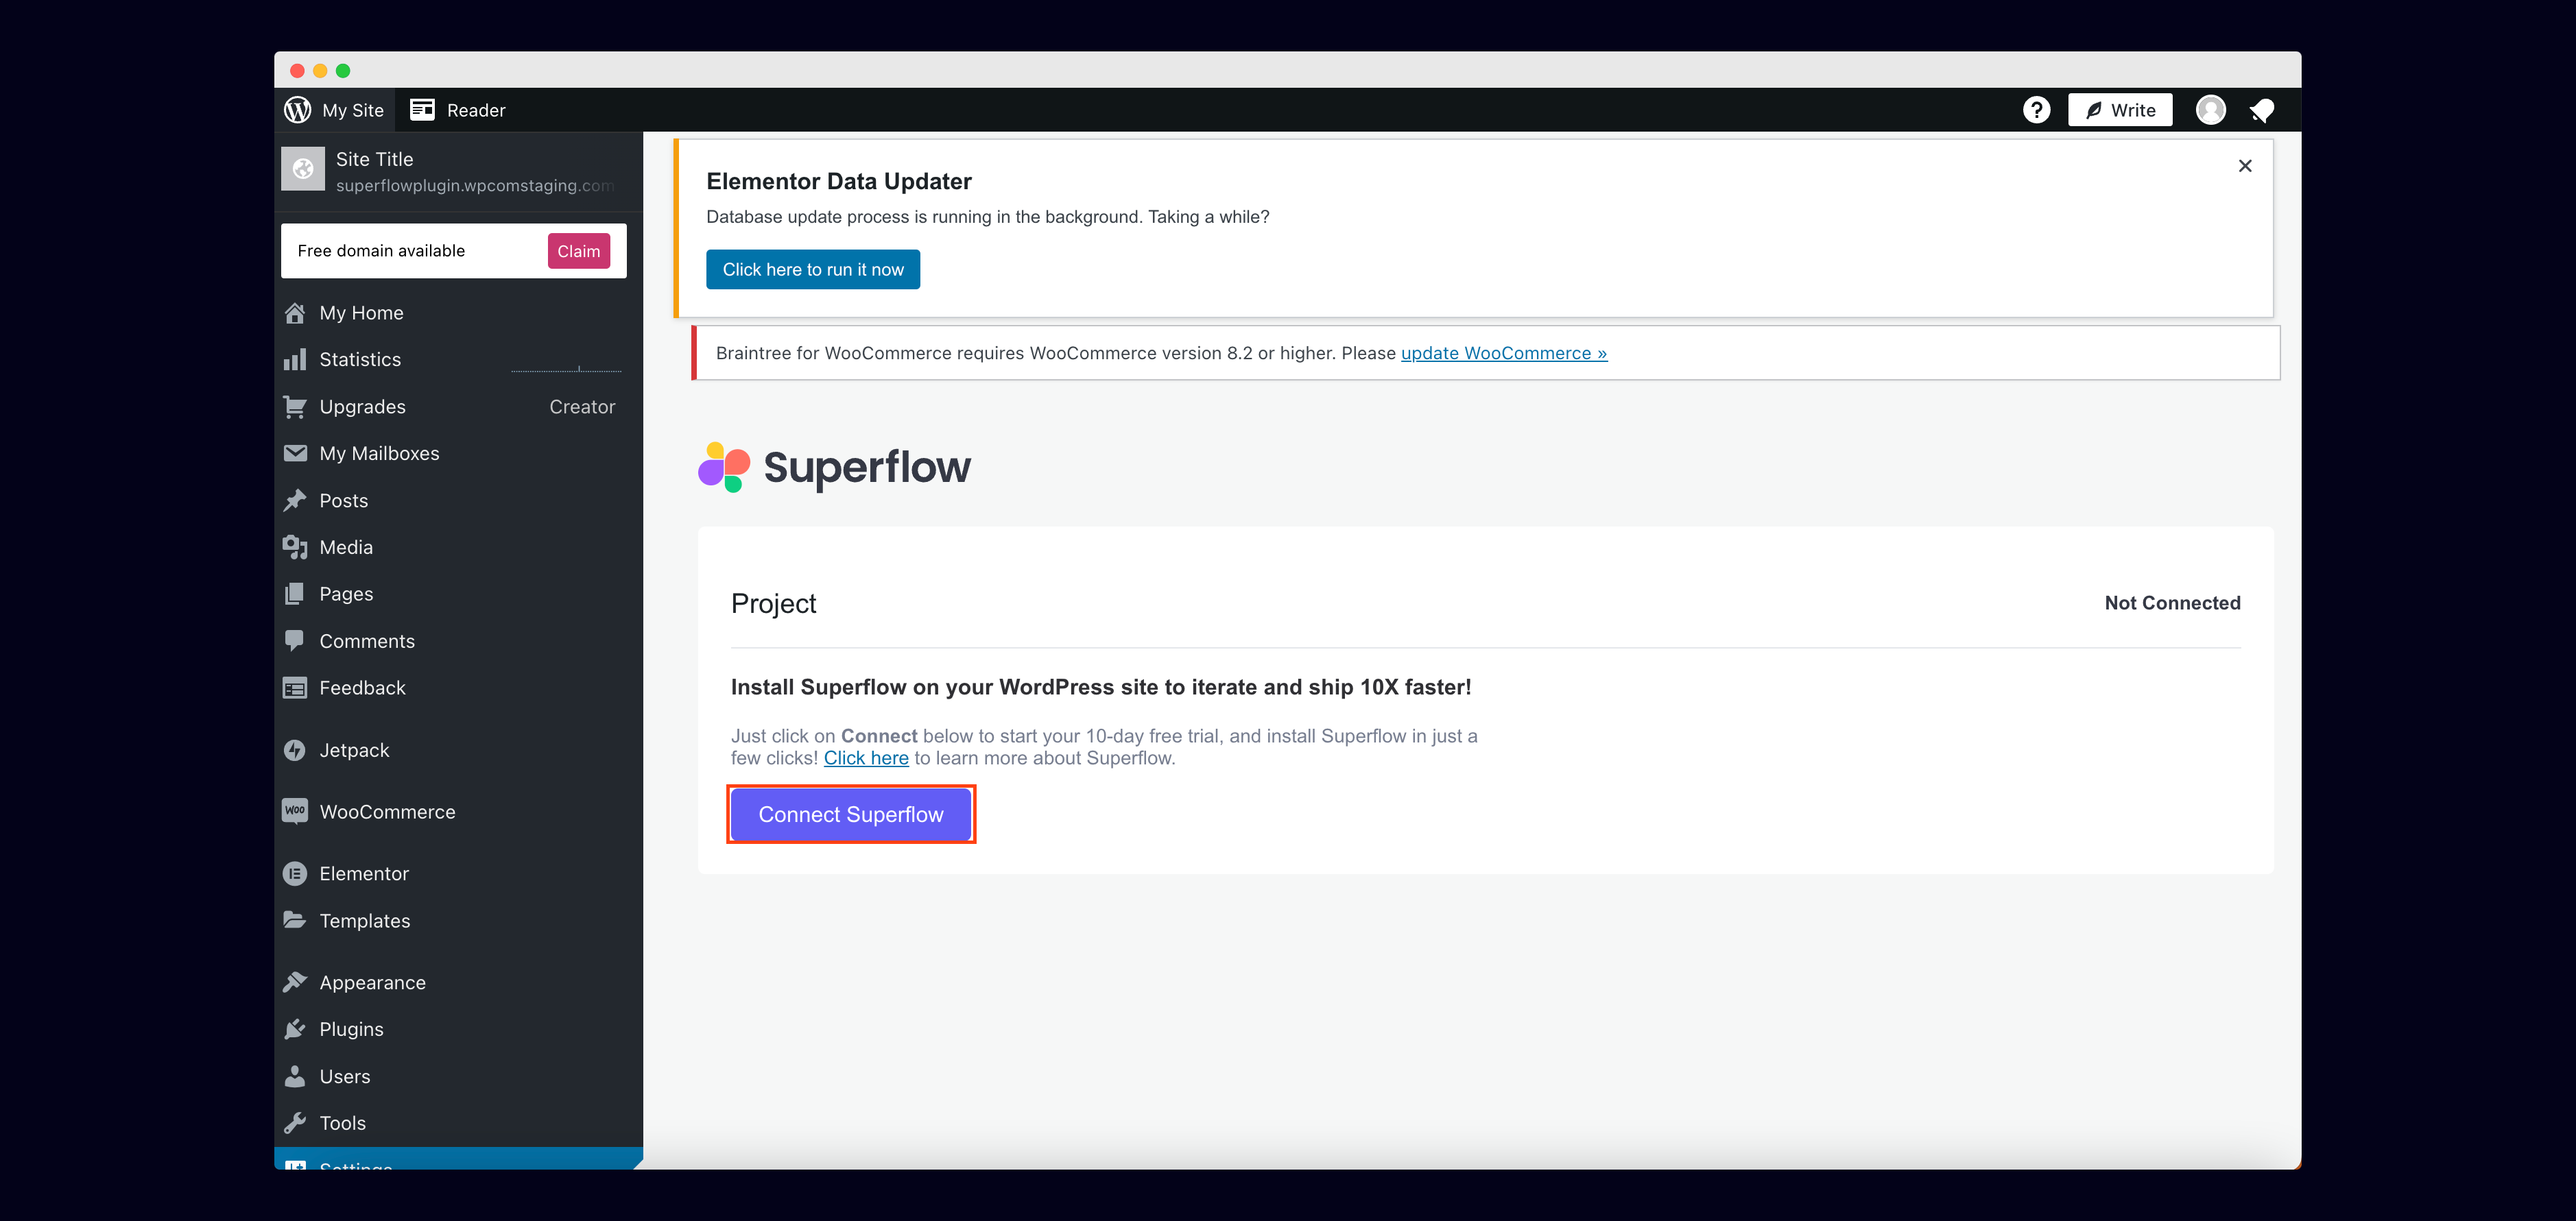 My Site
Reader
Write
Site Title
superflowplugin.wpcomstaging.com
Free domain available
Claim
My Home
Statistics
Upgrades
Creator
My Mailboxes
Posts
Media
Pages
Comments
Feedback
Jetpack
WOO
WooCommerce
Elementor
Templates
Appearance
Plugins
Users
Tools
Settings
Elementor Data Updater
Database update process is running in the background. Taking a while?
Click here to run it now
Braintree for WooCommerce requires WooCommerce version 8.2 or higher. Please update WooCommerce »
Superflow
Project
Not Connected
Install Superflow on your WordPress site to iterate and ship 10X faster!
Just click on Connect below to start your 10-day free trial, and install Superflow in just a
few clicks! Click here to learn more about Superflow.
Connect Superflow